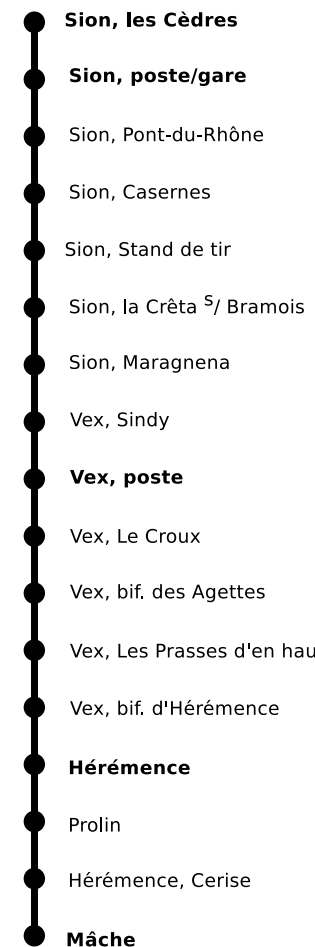 Sion, les Cèdres
Sion, poste/gare
Sion, Pont-du-Rhône
Sion, Casernes
Sion, Stand de tir
Sion, la Crêta s/ Bramois
Sion, Maragnena
Vex, Sindy
Vex, poste
Vex, Le Croux
Vex, bif. des Agettes
Vex, Les Prasses d'en hau
Vex, bif. d'Hérémence
Hérémence
Prolin
Hérémence, Cerise
Mâche